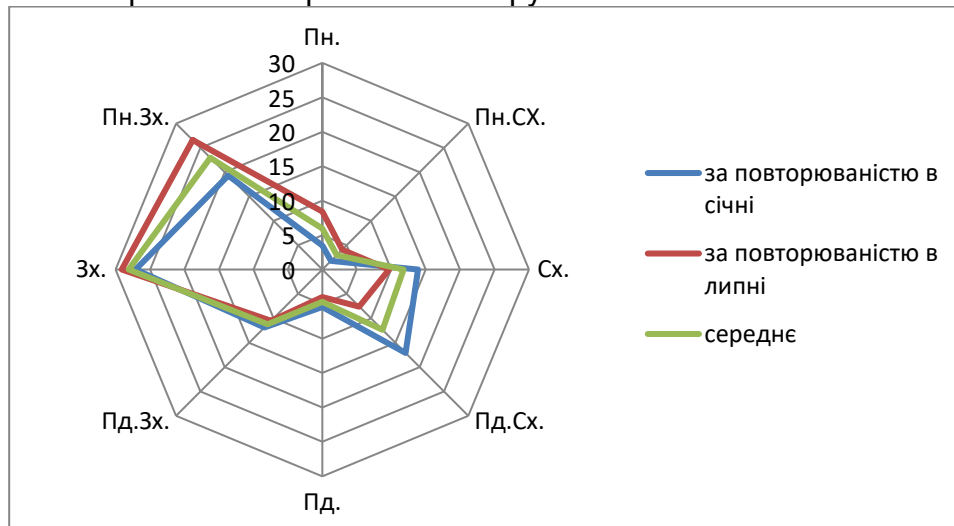 Пн.
30
25
20
15
10
5
0
Пн.СХ.
Сх.
Пд.Сх.
Пд.
Пд.Зх.
Зх.
Пн.Зх.
за повторюваністю в
січні
за повторюваністю в
липні
середнє